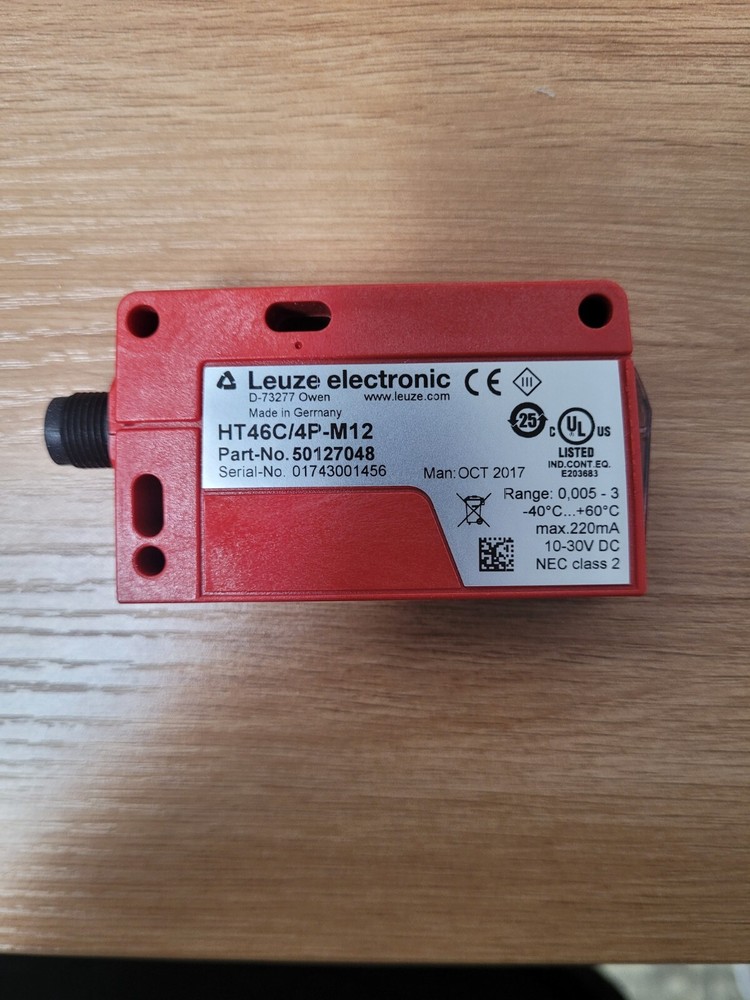 Leuze electronic CE III
D-73277 Owen www.leuze.com
Made in Germany
25
C UL US
LISTED
IND.CONT.EQ.
E203683
HT46C/4P-M12
Part-No. 50127048
Serial-No. 01743001456 Man: OCT 2017
Range: 0,005 - 3
-40°C...+60°C
max.220mA
10-30V DC
NEC class 2